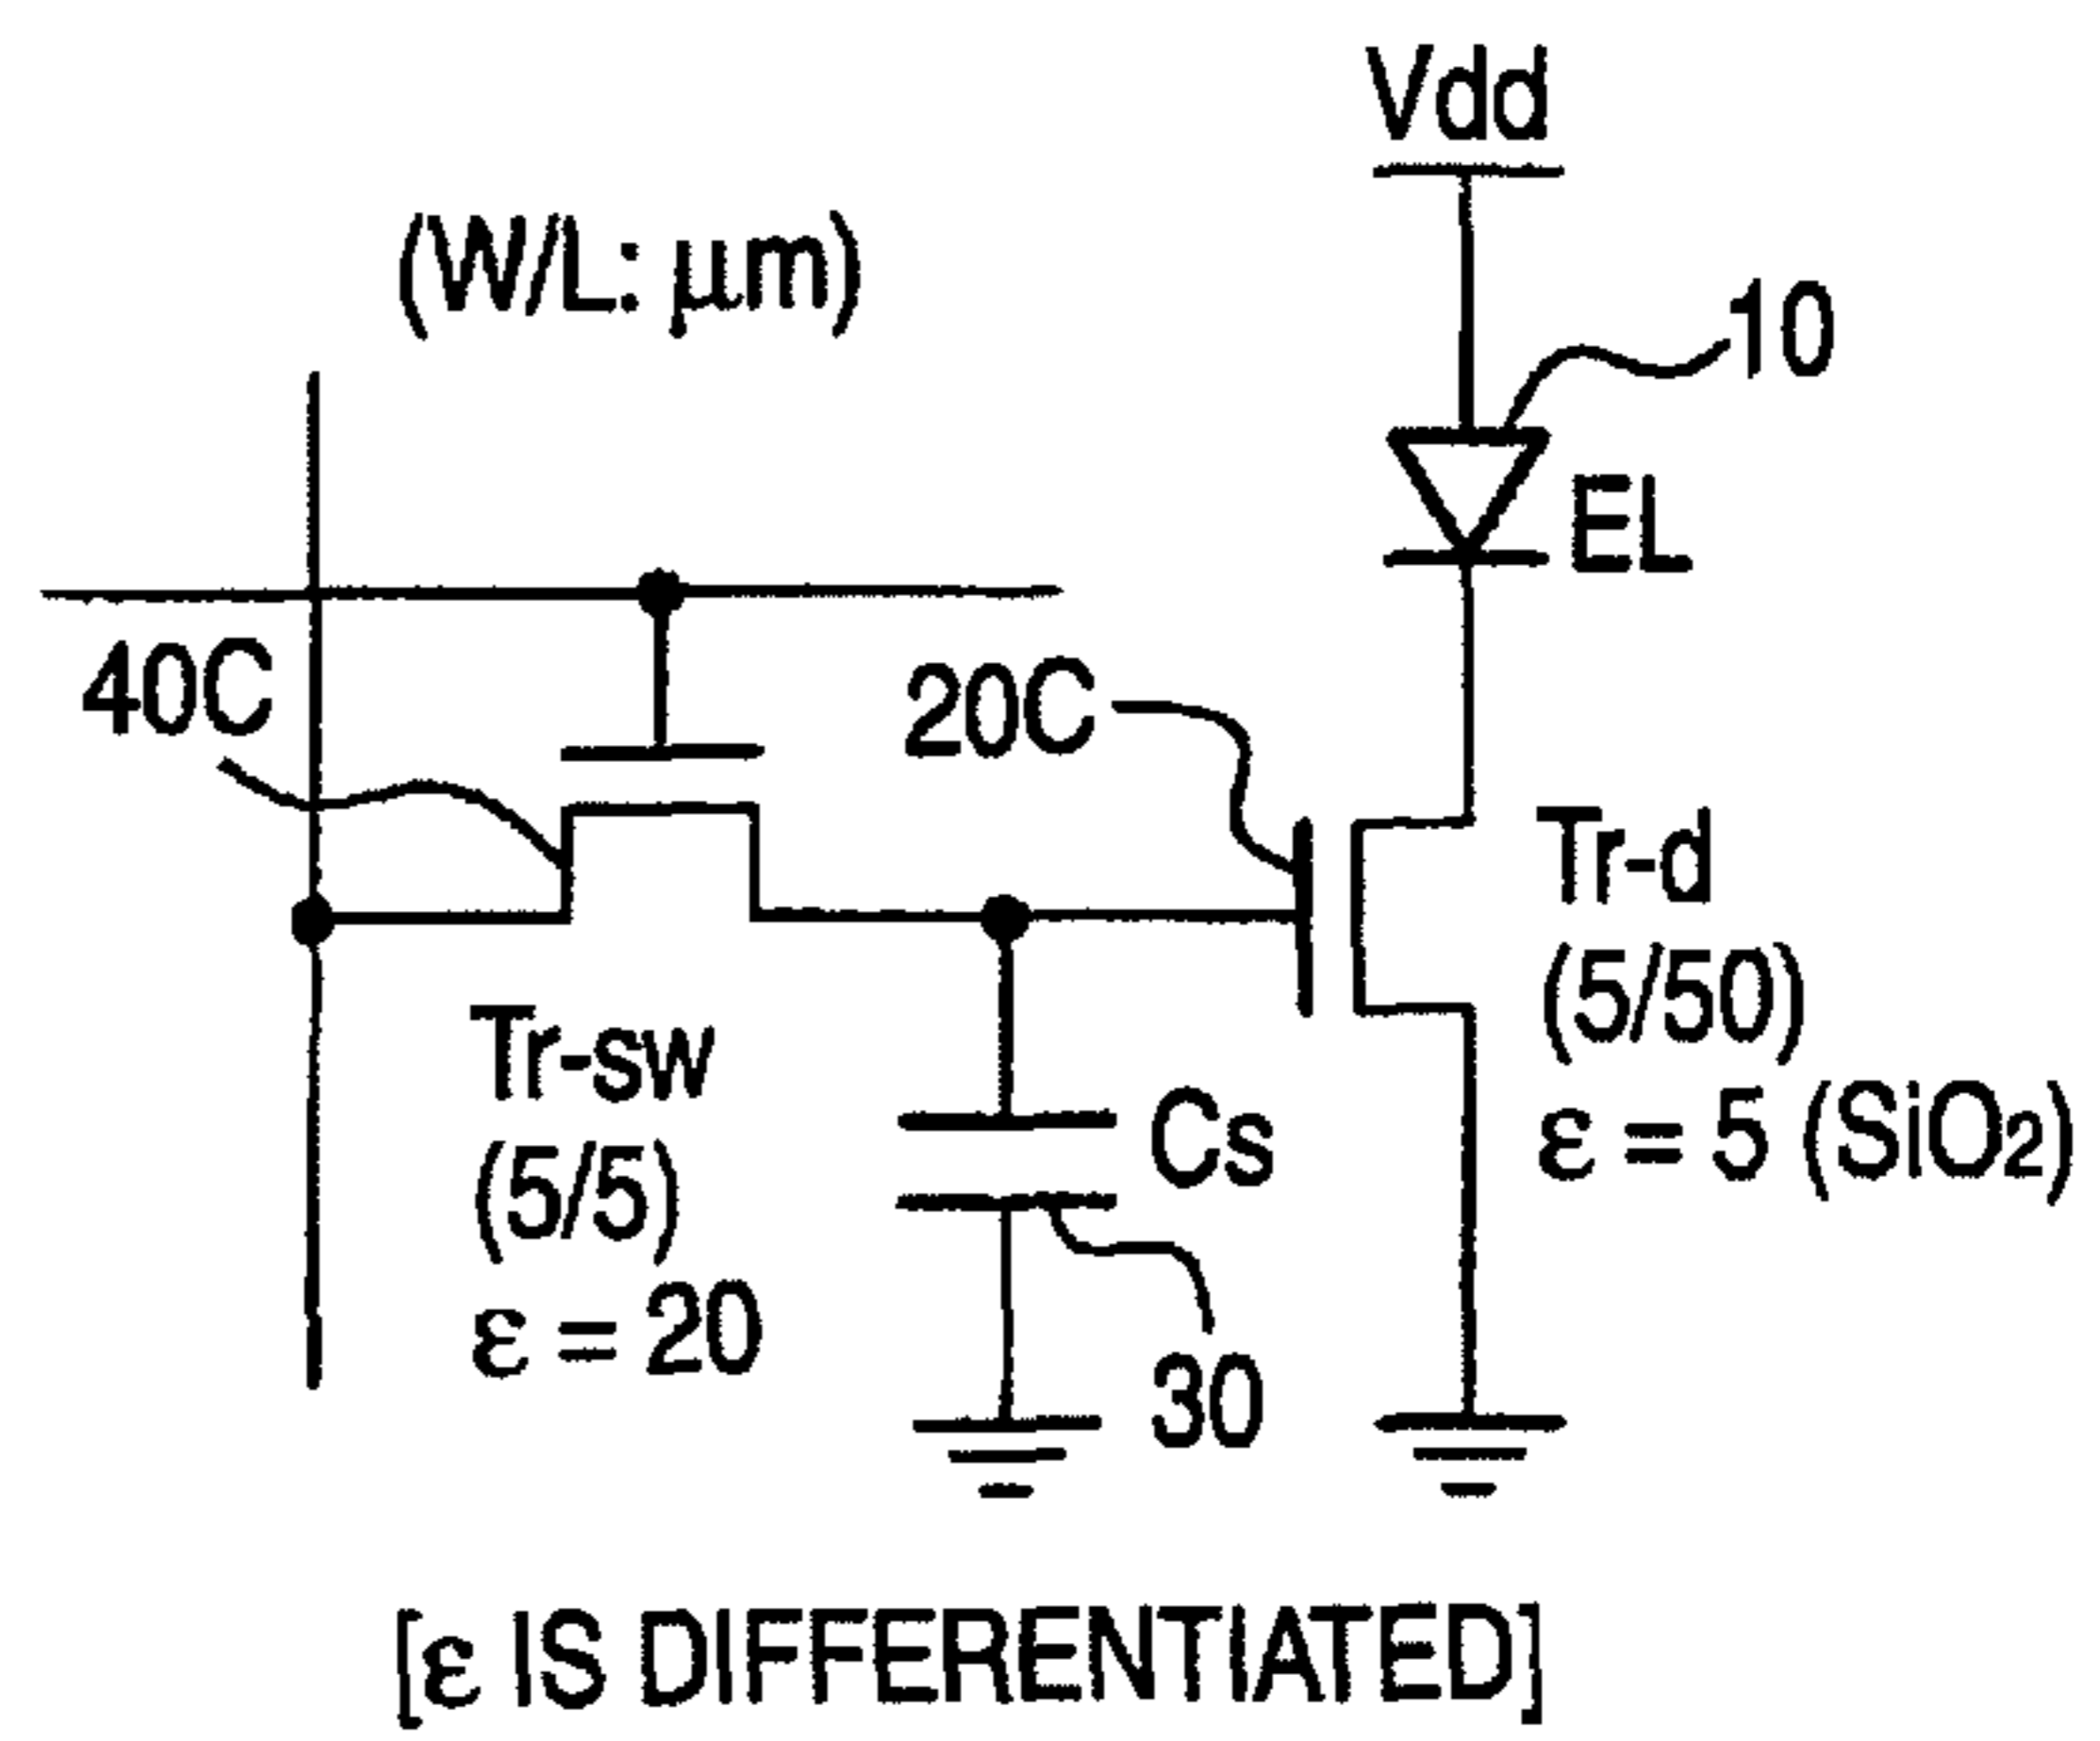 Vdd
(W/L: µm)
10
EL
40C
20C
Tr-d
(5/50)
ε = 5 (SiO2)
Tr-sw
(5/5)
ε = 20
Cs
30
[ε IS DIFFERENTIATED]